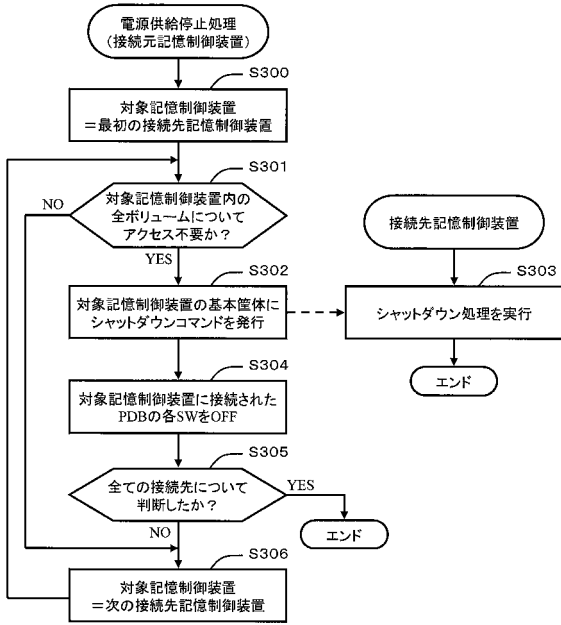 電源供給停止処理
(接続元記憶制御装置)
S300
対象記憶制御装置
=最初の接続先記憶制御装置
S301
対象記憶制御装置内の
全ボリュームについて
アクセス不要か?
NO
YES
接続先記憶制御装置
S302
対象記憶制御装置の基本筐体に
シャットダウンコマンドを発行
S303
シャットダウン処理を実行
エンド
S304
対象記憶制御装置に接続された
PDBの各SWをOFF
S305
全ての接続先について
判断したか?
YES
エンド
NO
S306
対象記憶制御装置
=次の接続先記憶制御装置